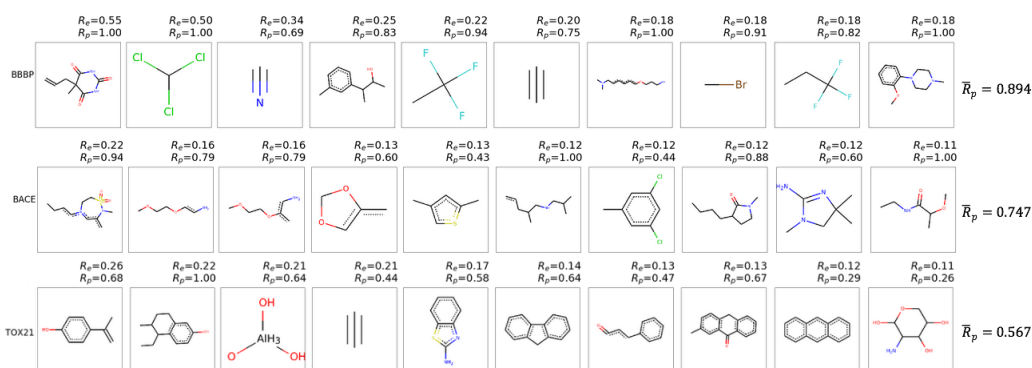 Re=0.55 Re=0.50 Re=0.34 Re=0.25 Re=0.22 Re=0.20 Re=0.18 Re=0.18 Re=0.18 Re=0.18
Rp=1.00 Rp=1.00 Rp=0.69 Rp=0.83 Rp=0.94 Rp=0.75 Rp=1.00 Rp=0.91 Rp=0.82 Rp=1.00
BBBP
Cl Cl Cl
N
F F F
Br
F F F
R̄p = 0.894
Re=0.22 Re=0.16 Re=0.16 Re=0.13 Re=0.13 Re=0.12 Re=0.12 Re=0.12 Re=0.12 Re=0.11
Rp=0.94 Rp=0.79 Rp=0.79 Rp=0.60 Rp=0.43 Rp=1.00 Rp=0.44 Rp=0.88 Rp=0.60 Rp=1.00
BACE
O O
S
Cl Cl
O N
H₂N N N
O NH O
R̄p = 0.747
Re=0.26 Re=0.22 Re=0.21 Re=0.21 Re=0.17 Re=0.14 Re=0.13 Re=0.13 Re=0.12 Re=0.11
Rp=0.68 Rp=1.00 Rp=0.64 Rp=0.44 Rp=0.58 Rp=0.64 Rp=0.47 Rp=0.67 Rp=0.29 Rp=0.26
TOX21
HO
OH
OH
AlH₃
O OH
S N
NH₂
O
O
O
HO OH
H₂N OH
R̄p = 0.567